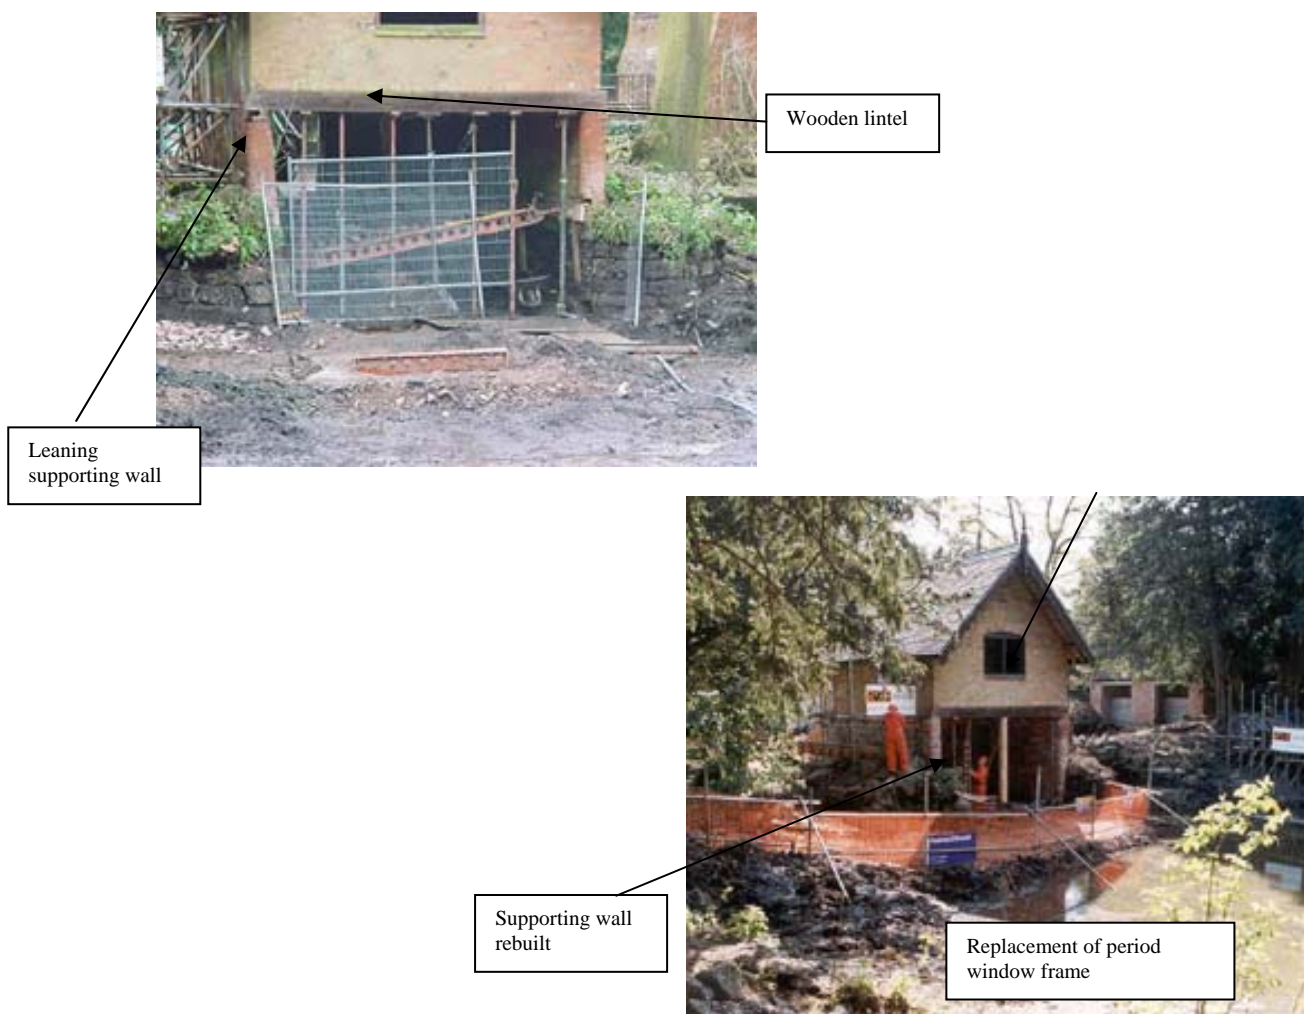 Wooden lintel
Leaning
supporting wall
Supporting wall
rebuilt
Replacement of period
window frame